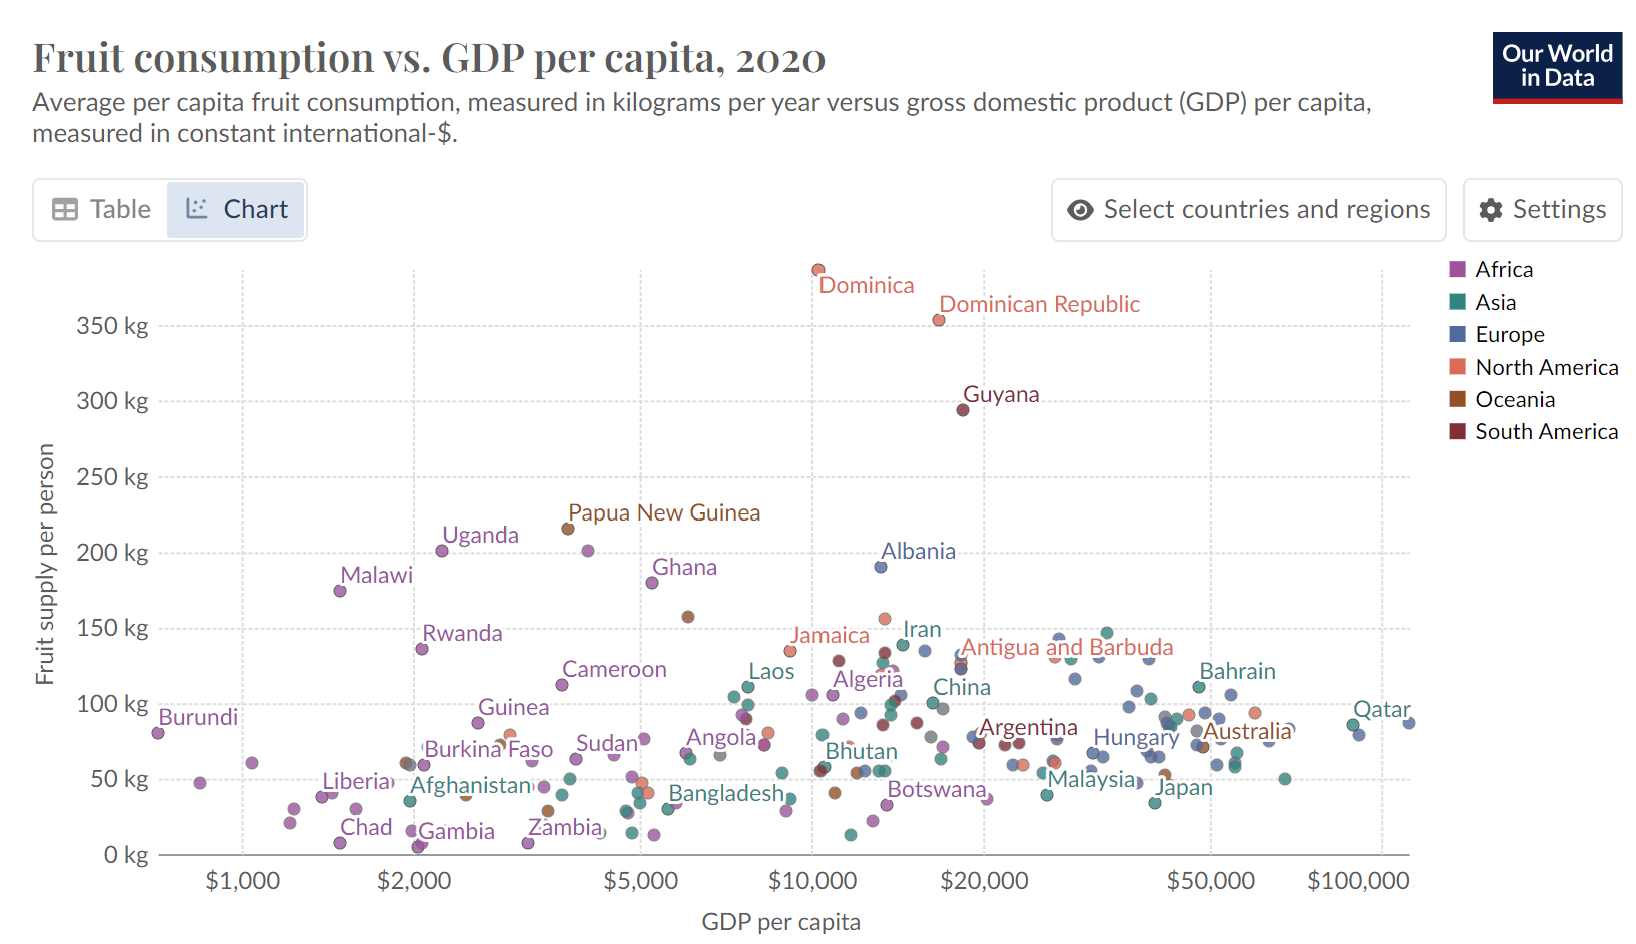 Fruit consumption vs. GDP per capita, 2020
Our World
in Data
Average per capita fruit consumption, measured in kilograms per year versus gross domestic product (GDP) per capita,
measured in constant international-$.
Table
Chart
Select countries and regions
Settings
Africa
Asia
Europe
North America
Oceania
South America
Fruit supply per person
350 kg
300 kg
250 kg
200 kg
150 kg
100 kg
50 kg
0 kg
Dominica
Dominican Republic
Guyana
Papua New Guinea
Uganda
Albania
Ghana
Malawi
Rwanda
Jamaica
Iran
Antigua and Barbuda
Cameroon
Laos
Algeria
China
Bahrain
Burundi
Guinea
Qatar
Burkina Faso
Sudan
Angola
Argentina
Hungary
Australia
Bhutan
Liberia
Afghanistan
Bangladesh
Botswana
Malaysia
Japan
Chad
Gambia
Zambia
$1,000
$2,000
$5,000
$10,000
$20,000
$50,000
$100,000
GDP per capita